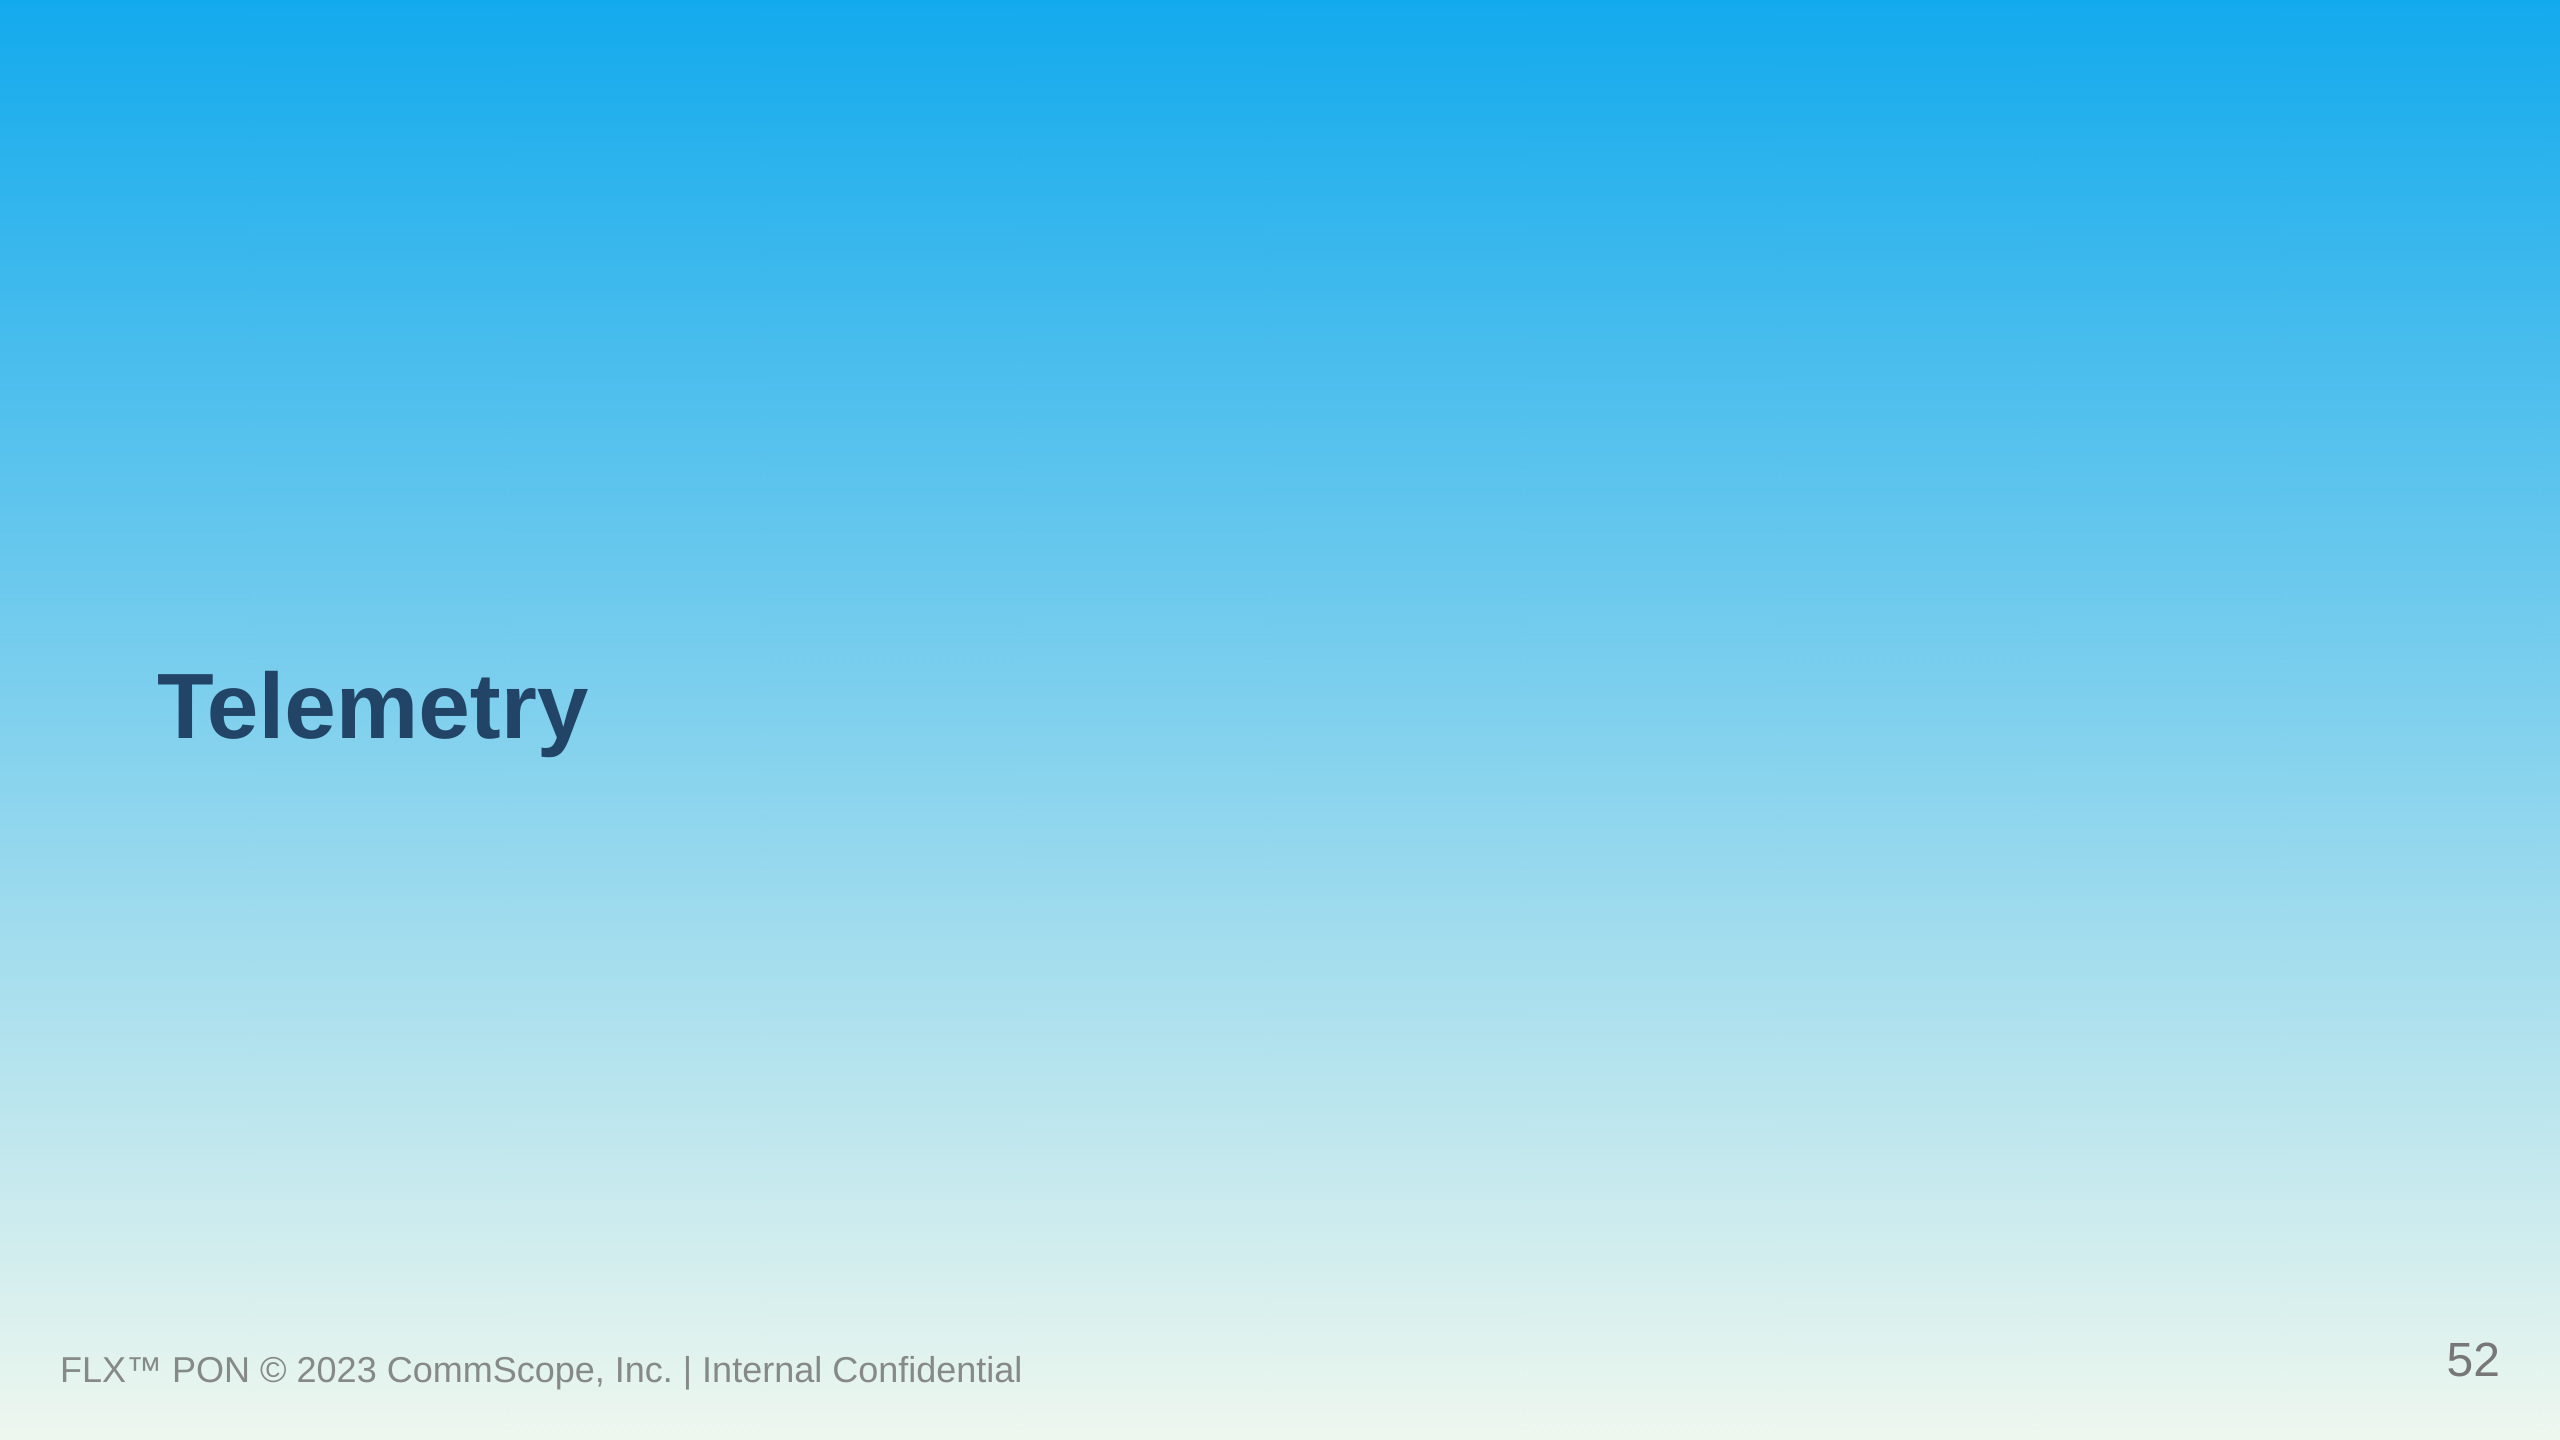 Telemetry
FLX™ PON © 2023 CommScope, Inc. | Internal Confidential
52